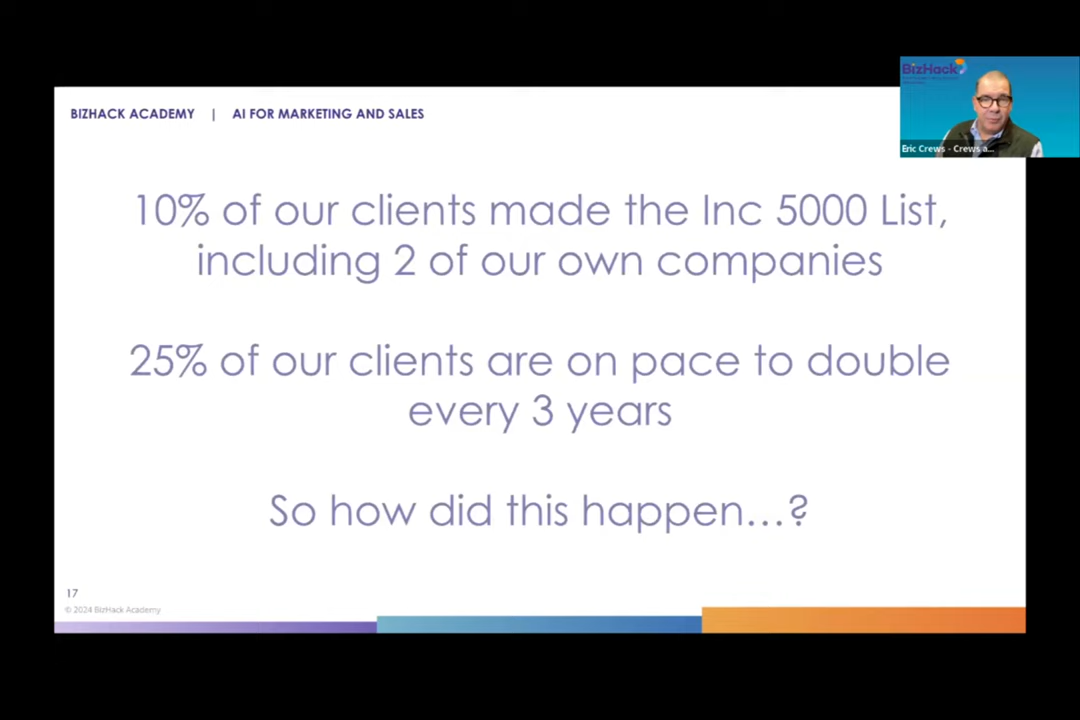 BizHack
BIZHACK ACADEMY | AI FOR MARKETING AND SALES
Eric Crews - Crews a...
10% of our clients made the Inc 5000 List,
including 2 of our own companies
25% of our clients are on pace to double
every 3 years
So how did this happen...?
17
© 2024 BizHack Academy